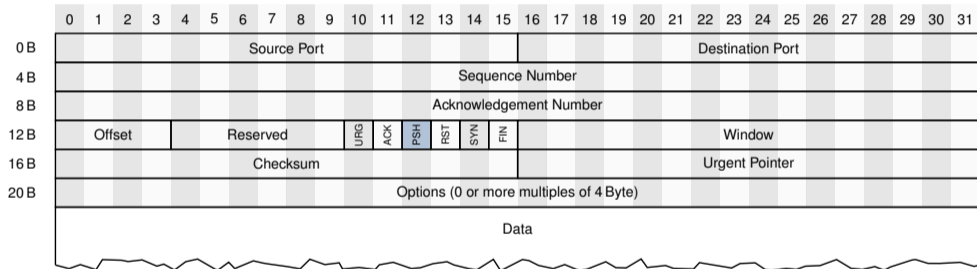 0 1 2 3 4 5 6 7 8 9 10 11 12 13 14 15 16 17 18 19 20 21 22 23 24 25 26 27 28 29 30 31
0 B Source Port Destination Port
4 B Sequence Number
8 B Acknowledgement Number
12 B Offset Reserved URG ACK PSH RST SYN FIN Window
16 B Checksum Urgent Pointer
20 B Options (0 or more multiples of 4 Byte)
Data